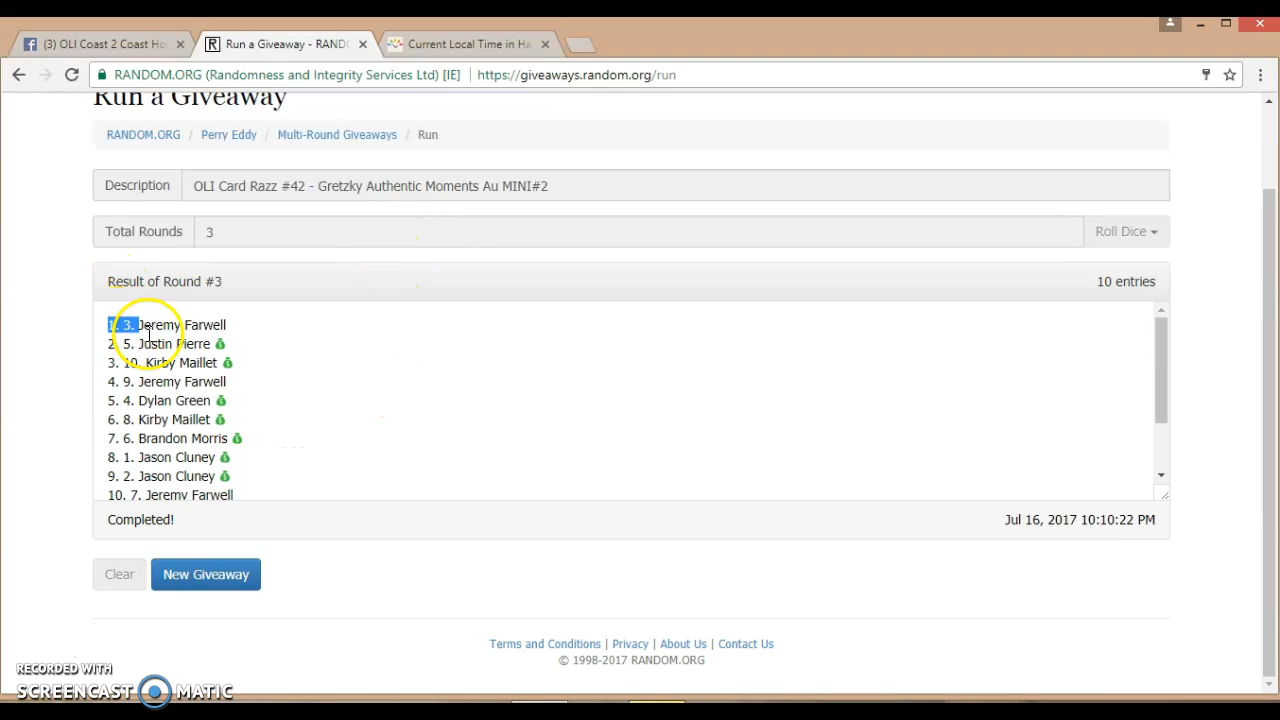 (3) OLI Coast 2 Coast Ho
Run a Giveaway - RANDO
Current Local Time in Ha
RANDOM.ORG (Randomness and Integrity Services Ltd) [IE] https://giveaways.random.org/run
Run a Giveaway
RANDOM.ORG / Perry Eddy / Multi-Round Giveaways / Run
Description OLI Card Razz #42 - Gretzky Authentic Moments Au MINI#2
Total Rounds 3 Roll Dice
Result of Round #3 10 entries
1. 3. Jeremy Farwell
2. 5. Justin Pierre
3. 10. Kirby Maillet
4. 9. Jeremy Farwell
5. 4. Dylan Green
6. 8. Kirby Maillet
7. 6. Brandon Morris
8. 1. Jason Cluney
9. 2. Jason Cluney
10. 7. Jeremy Farwell
Completed! Jul 16, 2017 10:10:22 PM
Clear New Giveaway
Terms and Conditions | Privacy | About Us | Contact Us
© 1998-2017 RANDOM.ORG
RECORDED WITH
SCREENCAST MATIC